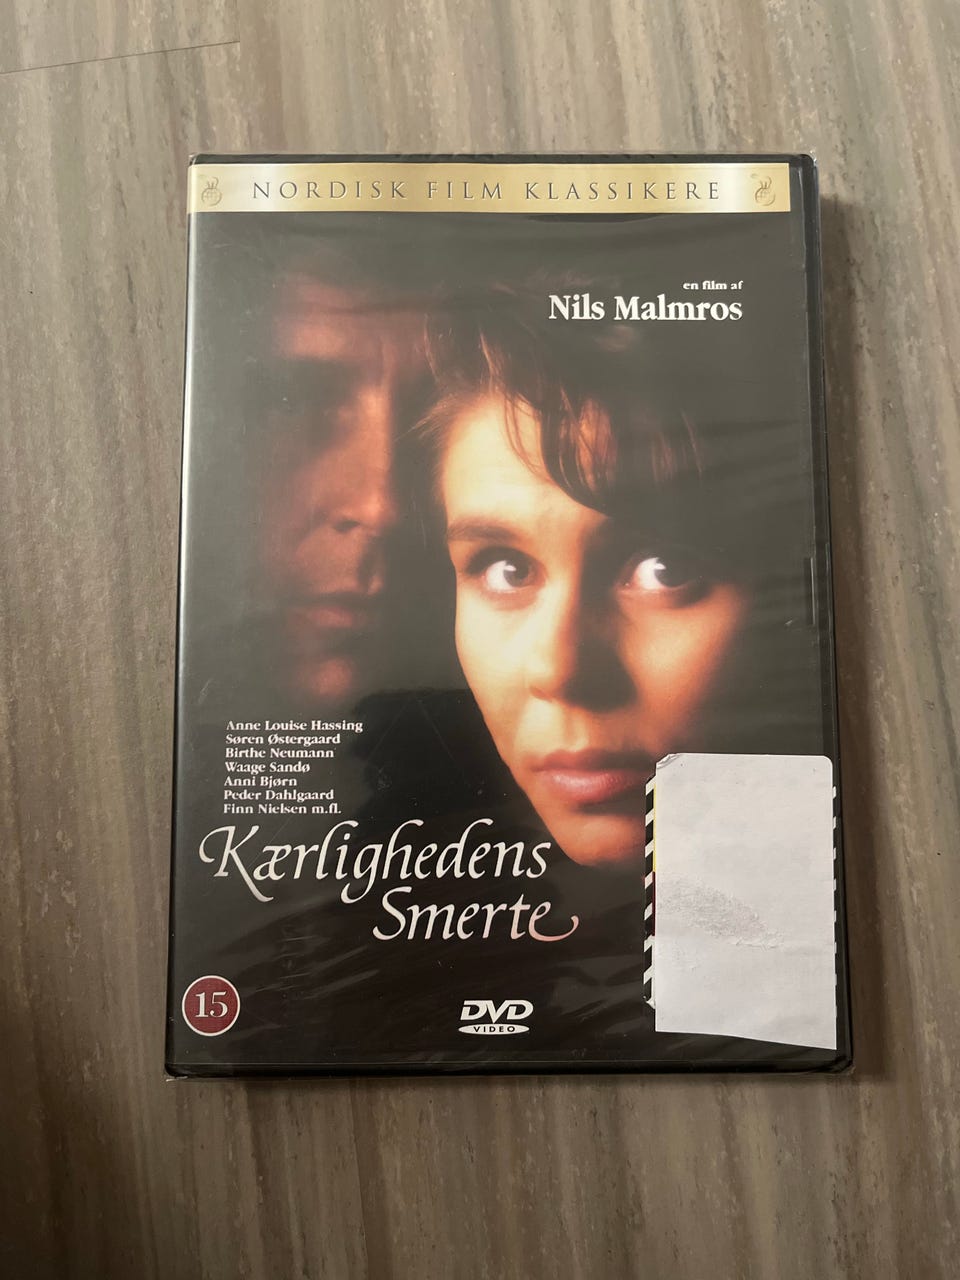 NORDISK FILM KLASSIKERE
en film af
Nils Malmros
Anne Louise Hassing
Søren Østergaard
Birthe Neumann
Waage Sandø
Anni Bjørn
Peder Dahlgaard
Finn Nielsen m.fl.
Kærlighedens
Smerte
15
DVD
VIDEO